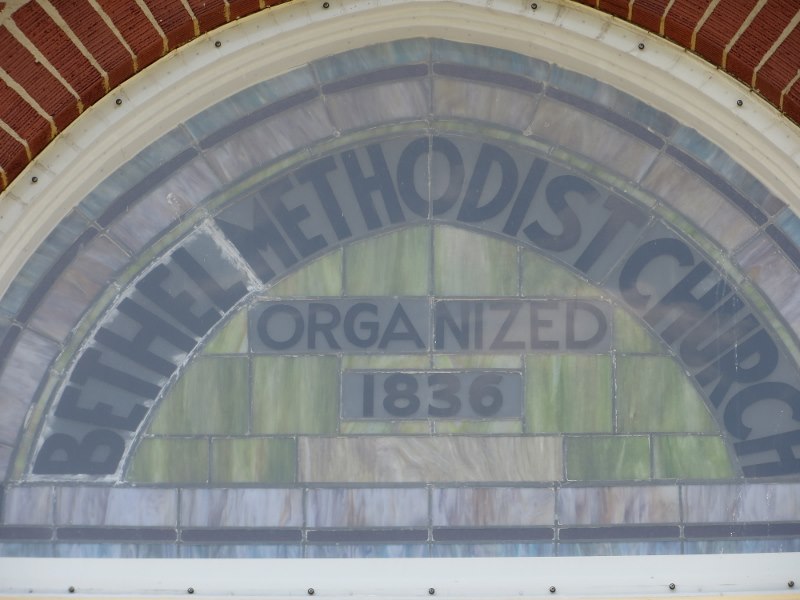 BETHEL METHODIST CHURCH
ORGANIZED
1836